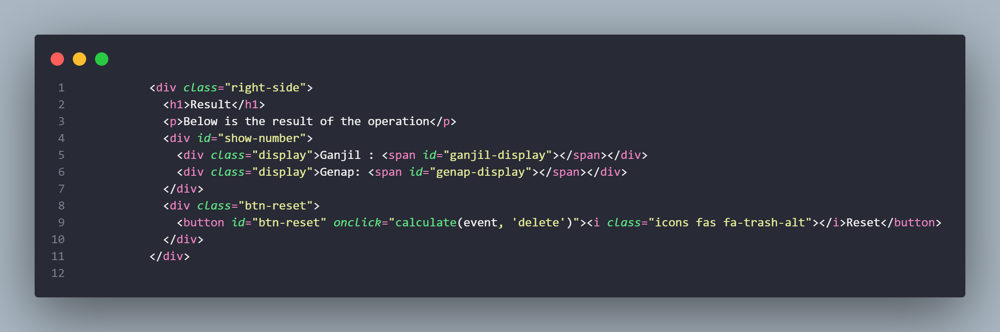 1 <div class="right-side">
2 <h1>Result</h1>
3 <p>Below is the result of the operation</p>
4 <div id="show-number">
5 <div class="display">Ganjil : <span id="ganjil-display"></span></div>
6 <div class="display">Genap: <span id="genap-display"></span></div>
7 </div>
8 <div class="btn-reset">
9 <button id="btn-reset" onclick="calculate(event, 'delete')"><i class="icons fas fa-trash-alt"></i>Reset</button>
10 </div>
11 </div>
12